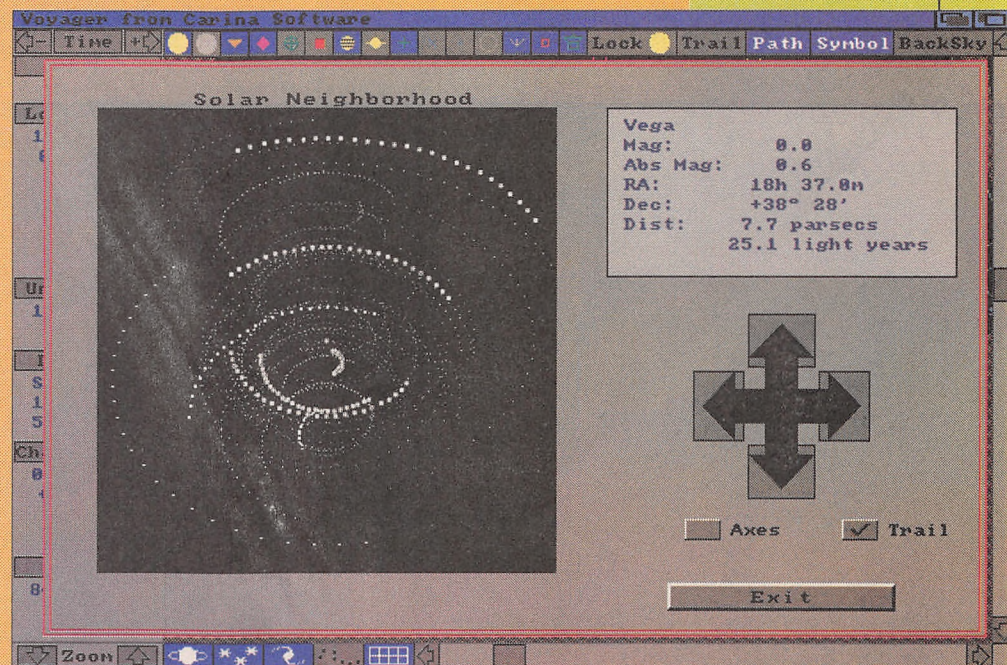 Voyager from Carina Software
Time
Lock
Trail
Path
Symbol
BackSky
Solar Neighborhood
Vega
Mag: 0.0
Abs Mag: 0.6
RA: 18h 37.0m
Dec: +38° 28'
Dist: 7.7 parsecs
25.1 light years
Axes
Trail
Exit
Zoom